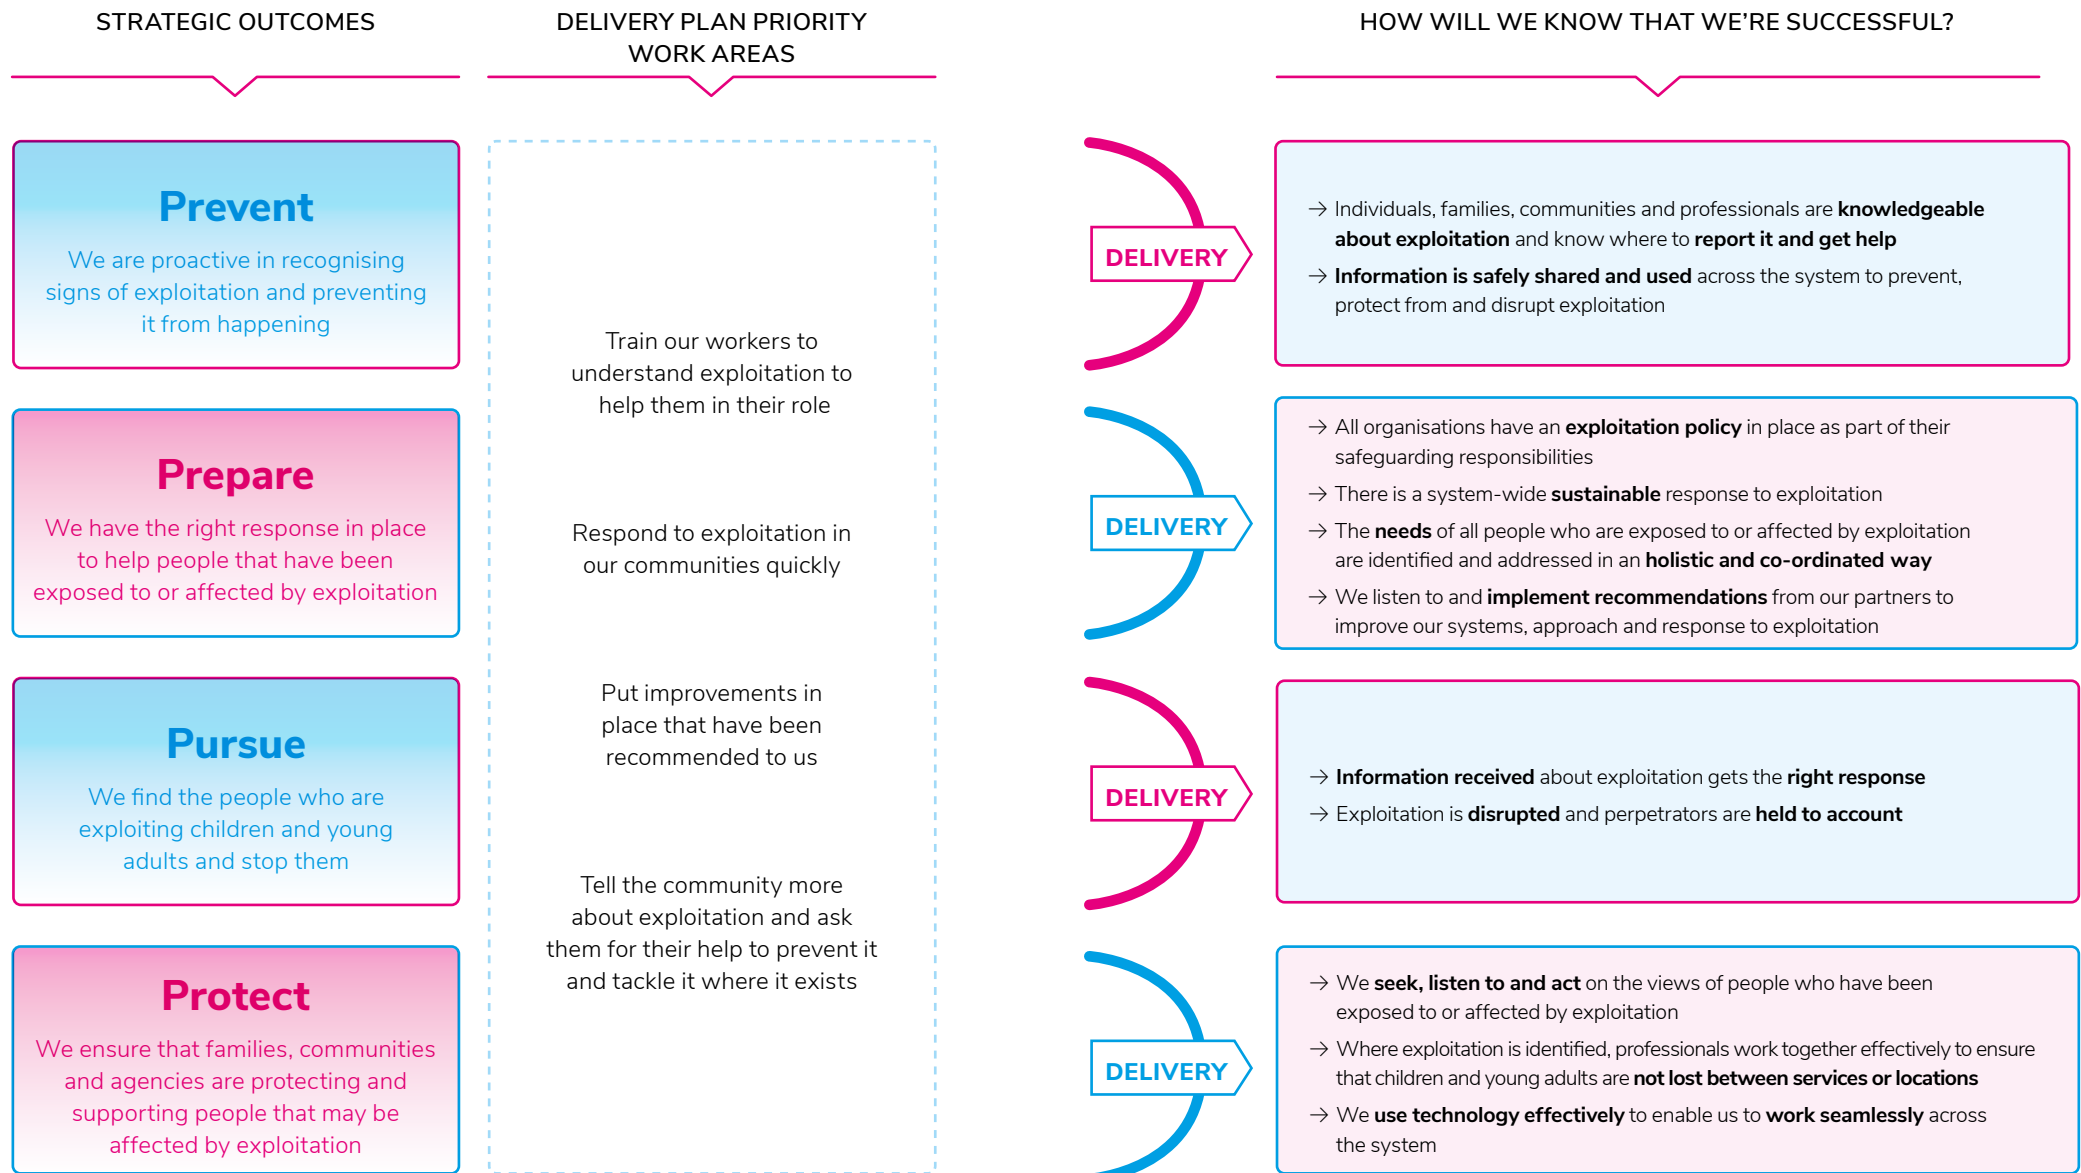 STRATEGIC OUTCOMES
DELIVERY PLAN PRIORITY
WORK AREAS
HOW WILL WE KNOW THAT WE’RE SUCCESSFUL?
Prevent
We are proactive in recognising
signs of exploitation and preventing
it from happening
Prepare
We have the right response in place
to help people that have been
exposed to or affected by exploitation
Pursue
We find the people who are
exploiting children and young
adults and stop them
Protect
We ensure that families, communities
and agencies are protecting and
supporting people that may be
affected by exploitation
Train our workers to
understand exploitation to
help them in their role
Respond to exploitation in
our communities quickly
Put improvements in
place that have been
recommended to us
Tell the community more
about exploitation and ask
them for their help to prevent it
and tackle it where it exists
DELIVERY
→ Individuals, families, communities and professionals are knowledgeable
about exploitation and know where to report it and get help
→ Information is safely shared and used across the system to prevent,
protect from and disrupt exploitation
DELIVERY
→ All organisations have an exploitation policy in place as part of their
safeguarding responsibilities
→ There is a system-wide sustainable response to exploitation
→ The needs of all people who are exposed to or affected by exploitation
are identified and addressed in an holistic and co-ordinated way
→ We listen to and implement recommendations from our partners to
improve our systems, approach and response to exploitation
DELIVERY
→ Information received about exploitation gets the right response
→ Exploitation is disrupted and perpetrators are held to account
DELIVERY
→ We seek, listen to and act on the views of people who have been
exposed to or affected by exploitation
→ Where exploitation is identified, professionals work together effectively to ensure
that children and young adults are not lost between services or locations
→ We use technology effectively to enable us to work seamlessly across
the system